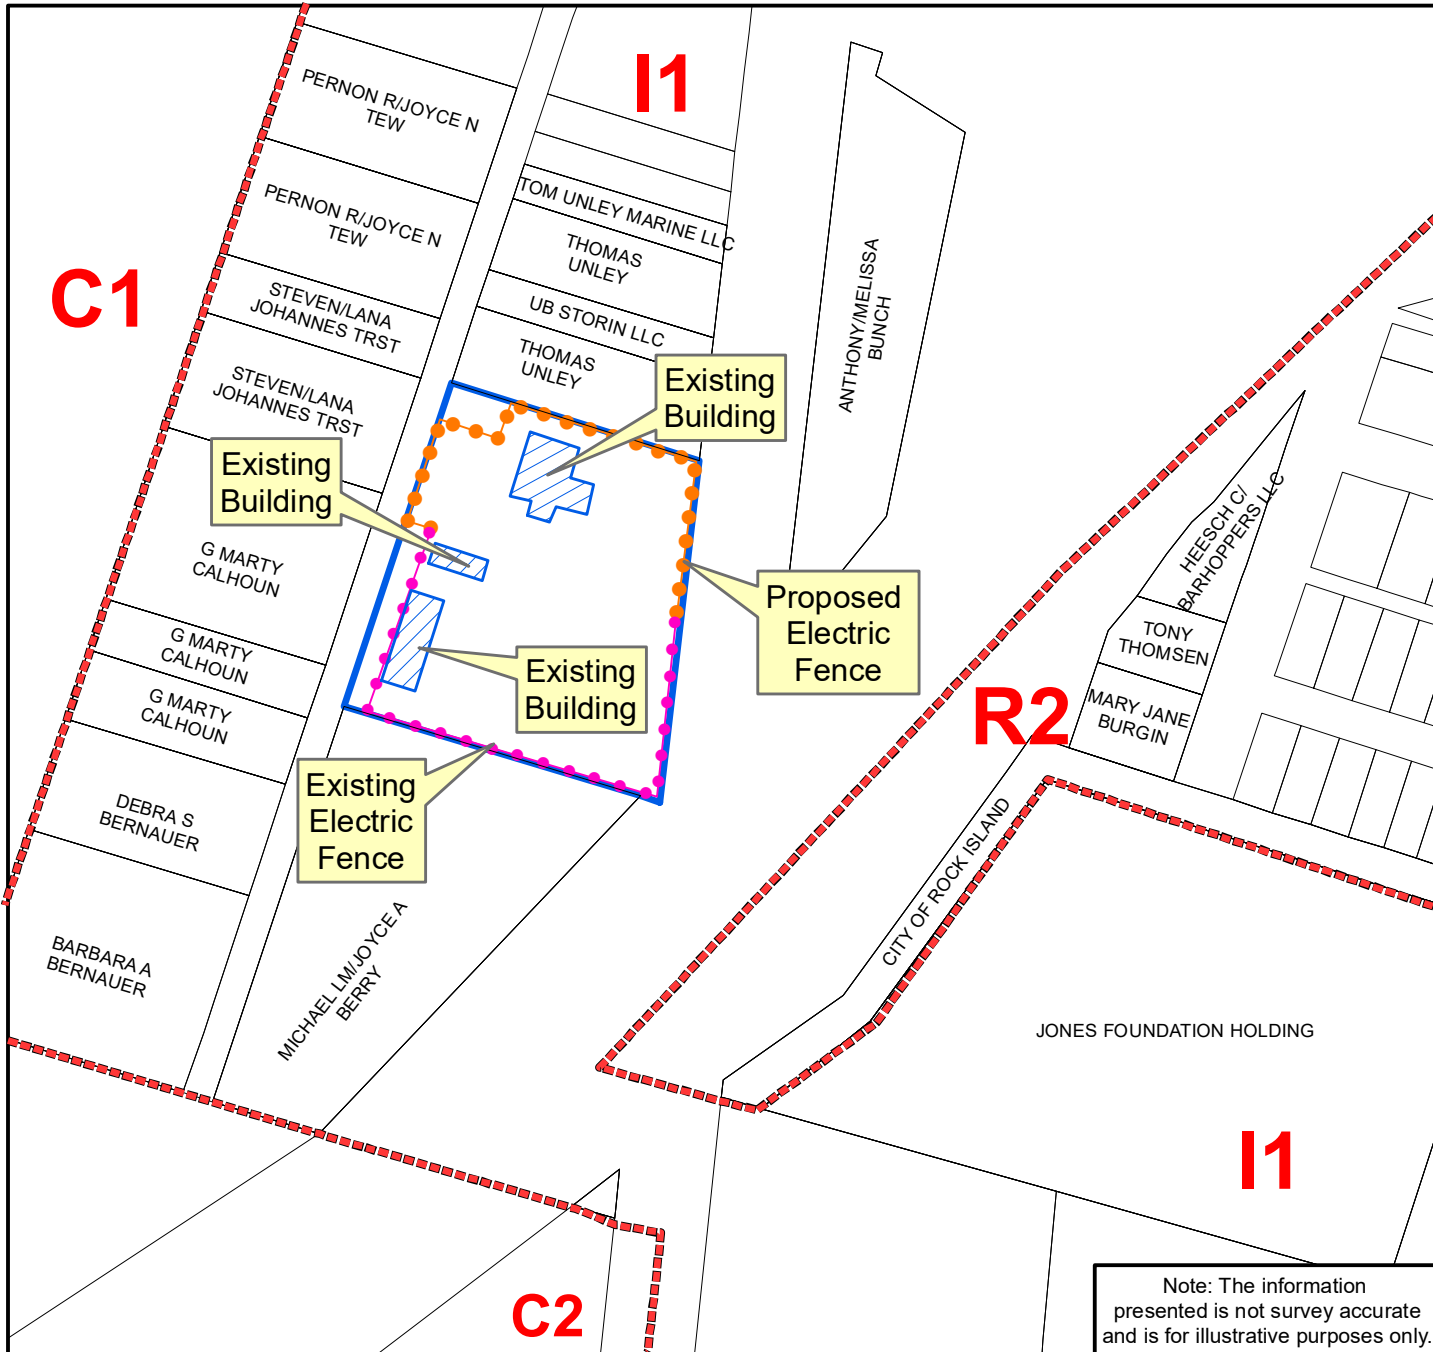 I1
PERNON R/JOYCE N
TEW
PERNON R/JOYCE N
TEW
TOM UNLEY MARINE LLC
THOMAS
UNLEY
C1
STEVEN/LANA
JOHANNES TRST
UB STORIN LLC
ANTHONY/MELISSA
BUNCH
STEVEN/LANA
JOHANNES TRST
THOMAS
UNLEY
Existing
Building
Existing
Building
G MARTY
CALHOUN
HEESCH C/
BARHOPPERS LLC
Proposed
Electric
Fence
G MARTY
CALHOUN
TONY
THOMSEN
Existing
Building
G MARTY
CALHOUN
R2
MARY JANE
BURGIN
Existing
Electric
Fence
DEBRA S
BERNAUER
CITY OF ROCK ISLAND
BARBARA A
BERNAUER
MICHAEL LM/JOYCE A
BERRY
JONES FOUNDATION HOLDING
I1
C2
Note: The information
presented is not survey accurate
and is for illustrative purposes only.